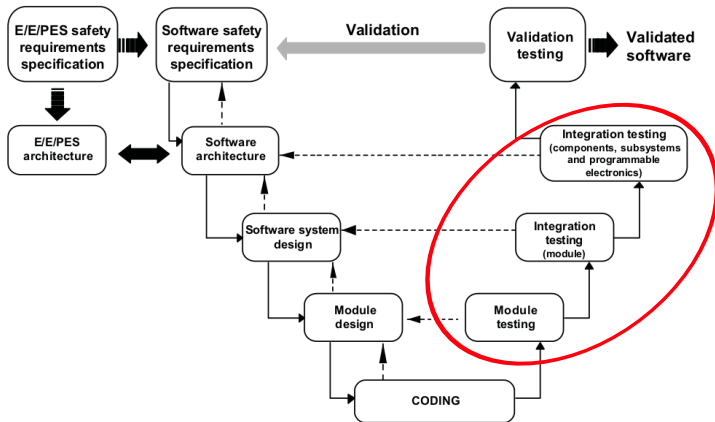 E/E/PES safety
requirements
specification
Software safety
requirements
specification
Validation
Validation
testing
Validated
software
E/E/PES
architecture
Software
architecture
Integration testing
(components, subsystems
and programmable
electronics)
Software system
design
Integration
testing
(module)
Module
design
Module
testing
CODING